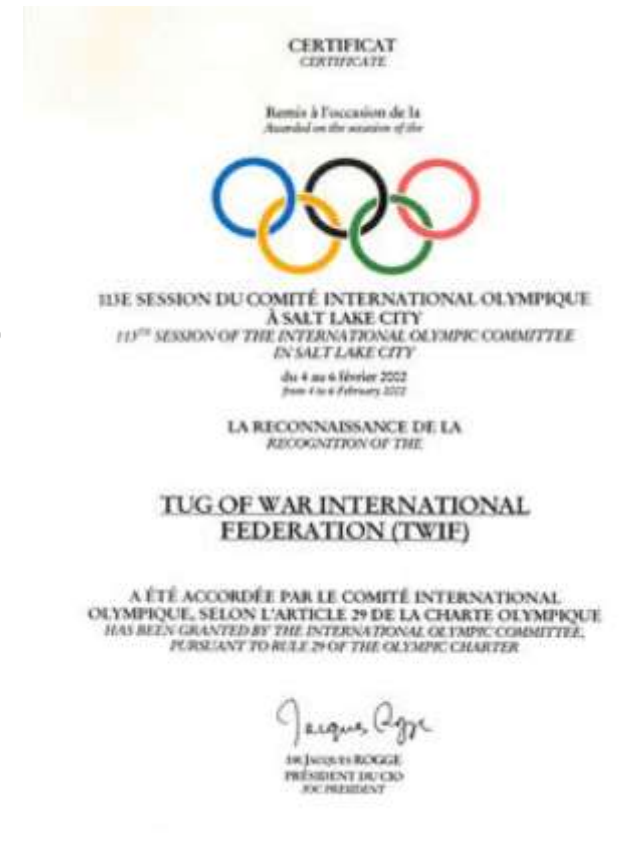 CERTIFICAT
CERTIFICATE
Remis à l'occasion de la
Awarded on the occasion of the
113E SESSION DU COMITÉ INTERNATIONAL OLYMPIQUE
À SALT LAKE CITY
113TH SESSION OF THE INTERNATIONAL OLYMPIC COMMITTEE
IN SALT LAKE CITY
du 4 au 6 février 2002
from 4 to 6 February 2002
LA RECONNAISSANCE DE LA
RECOGNITION OF THE
TUG OF WAR INTERNATIONAL
FEDERATION (TWIF)
A ÉTÉ ACCORDÉE PAR LE COMITÉ INTERNATIONAL
OLYMPIQUE, SELON L'ARTICLE 29 DE LA CHARTE OLYMPIQUE
HAS BEEN GRANTED BY THE INTERNATIONAL OLYMPIC COMMITTEE,
PURSUANT TO RULE 29 OF THE OLYMPIC CHARTER
Jacques Rogge
DR JACQUES ROGGE
PRÉSIDENT DU CIO
IOC PRESIDENT